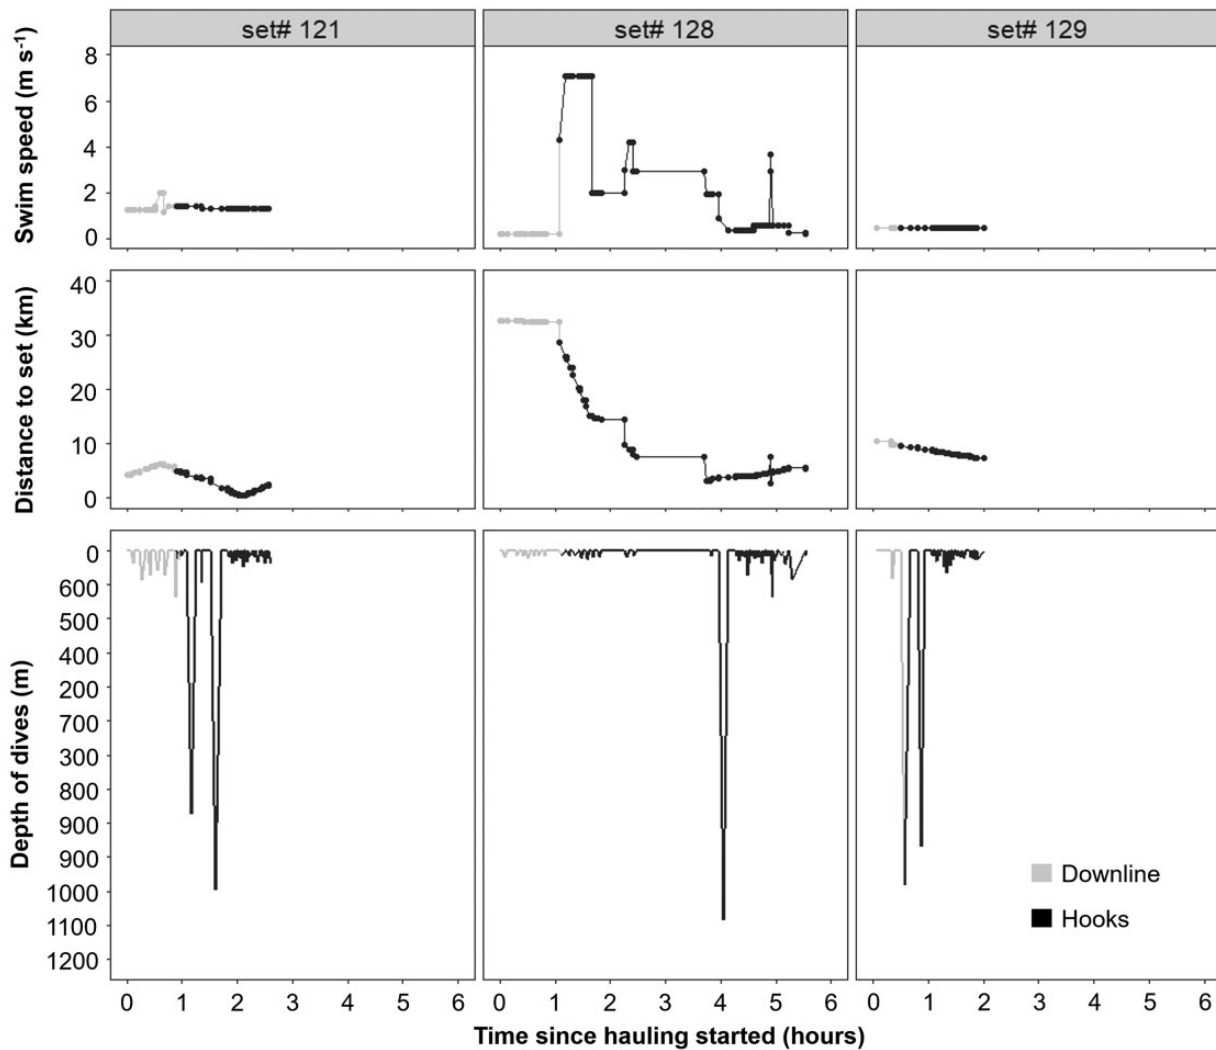 set# 121
set# 128
set# 129
Swim speed (m s⁻¹)
8
6
4
2
0
Distance to set (km)
40
30
20
10
0
Depth of dives (m)
0
600
500
400
200
700
300
800
900
900
1000
1100
1200
Downline
Hooks
0 1 2 3 4 5 6
0 1 2 3 4 5 6
0 1 2 3 4 5 6
Time since hauling started (hours)